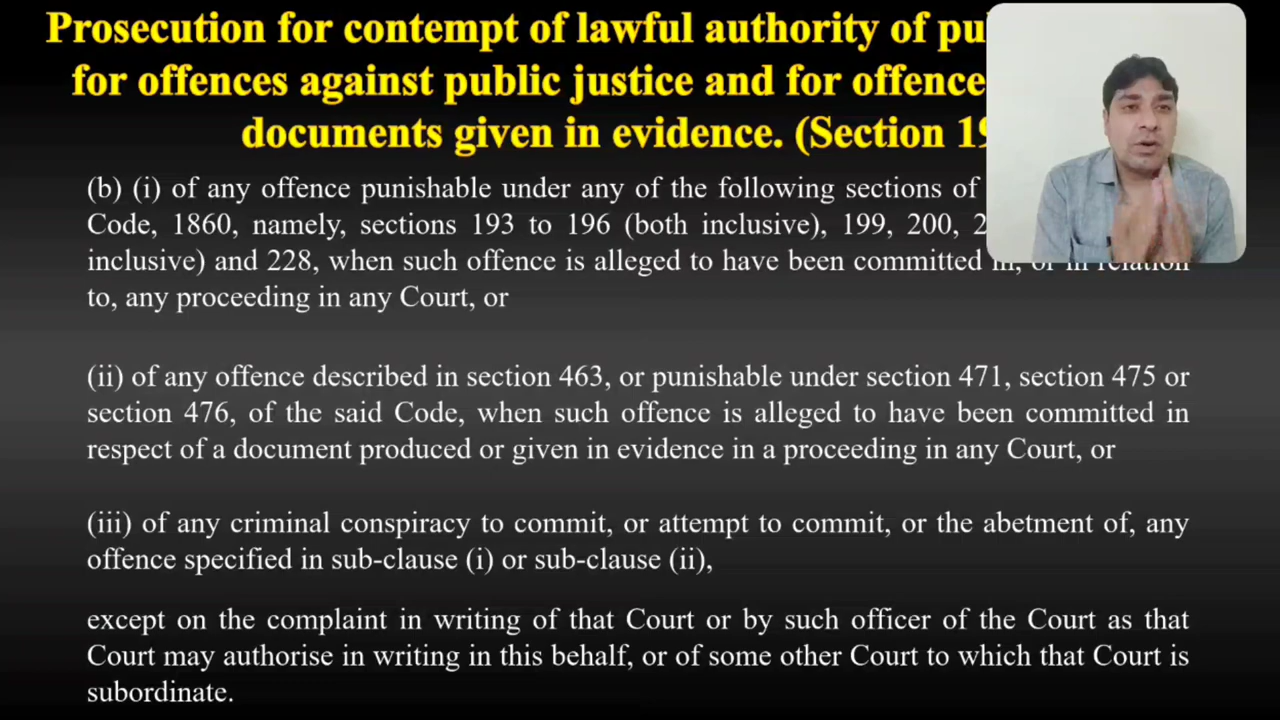 Prosecution for contempt of lawful authority of
for offences against public justice and for
documents given in evidence. (Section
(b) (i) of any offence punishable under any of the following sections of
Code, 1860, namely, sections 193 to 196 (both inclusive), 199, 200,
inclusive) and 228, when such offence is alleged to have been committed
to, any proceeding in any Court, or
(ii) of any offence described in section 463, or punishable under section 471, section 475 or
section 476, of the said Code, when such offence is alleged to have been committed in
respect of a document produced or given in evidence in a proceeding in any Court, or
(iii) of any criminal conspiracy to commit, or attempt to commit, or the abetment of, any
offence specified in sub-clause (i) or sub-clause (ii),
except on the complaint in writing of that Court or by such officer of the Court as that
Court may authorise in writing in this behalf, or of some other Court to which that Court is
subordinate.